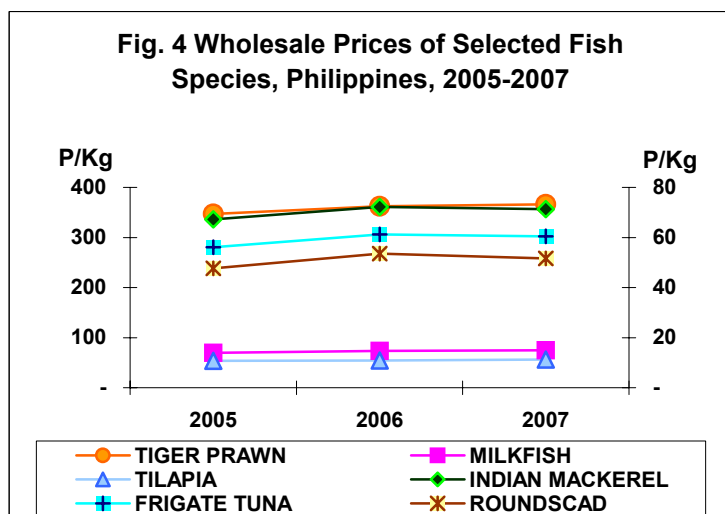 Fig. 4 Wholesale Prices of Selected Fish
Species, Philippines, 2005-2007
P/Kg P/Kg
400 80
300 60
200 40
100 20
- -
2005 2006 2007
TIGER PRAWN MILKFISH
TILAPIA INDIAN MACKEREL
FRIGATE TUNA ROUNDSCAD